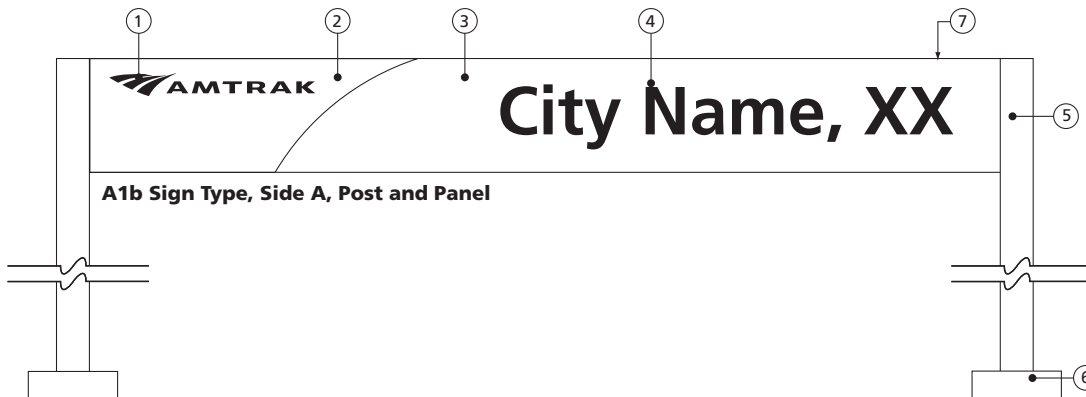 1 2 3 4 7
AMTRAK City Name, XX
5
A1b Sign Type, Side A, Post and Panel
6